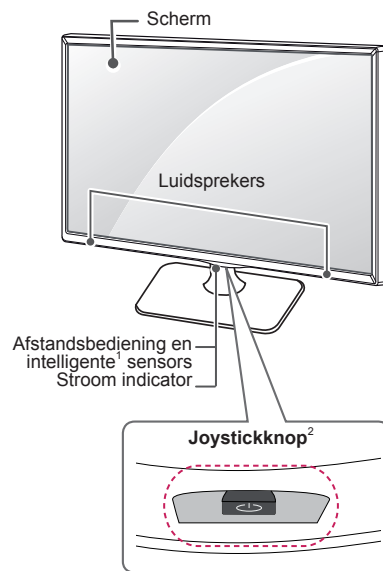 Scherm
Luidsprekers
Afstandsbediening en
intelligente¹ sensors
Stroom indicator
Joystickknop²